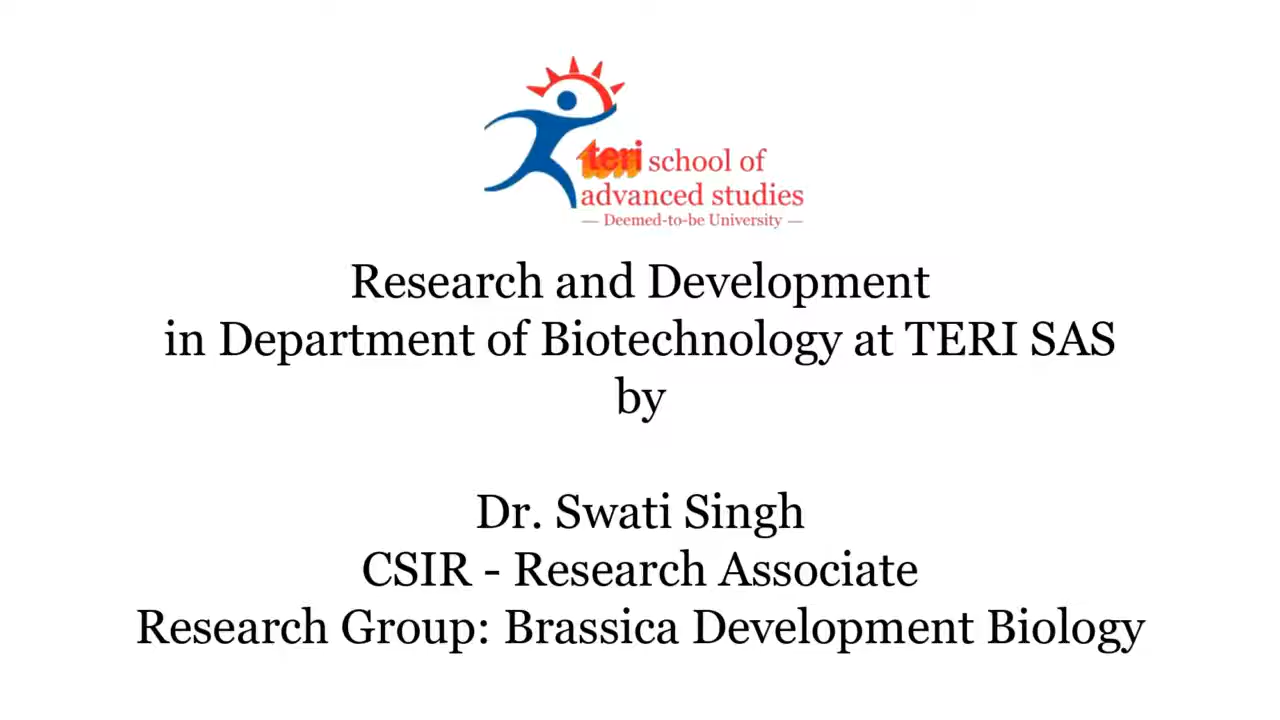 teri school of
advanced studies
— Deemed-to-be University —
Research and Development
in Department of Biotechnology at TERI SAS
by
Dr. Swati Singh
CSIR - Research Associate
Research Group: Brassica Development Biology